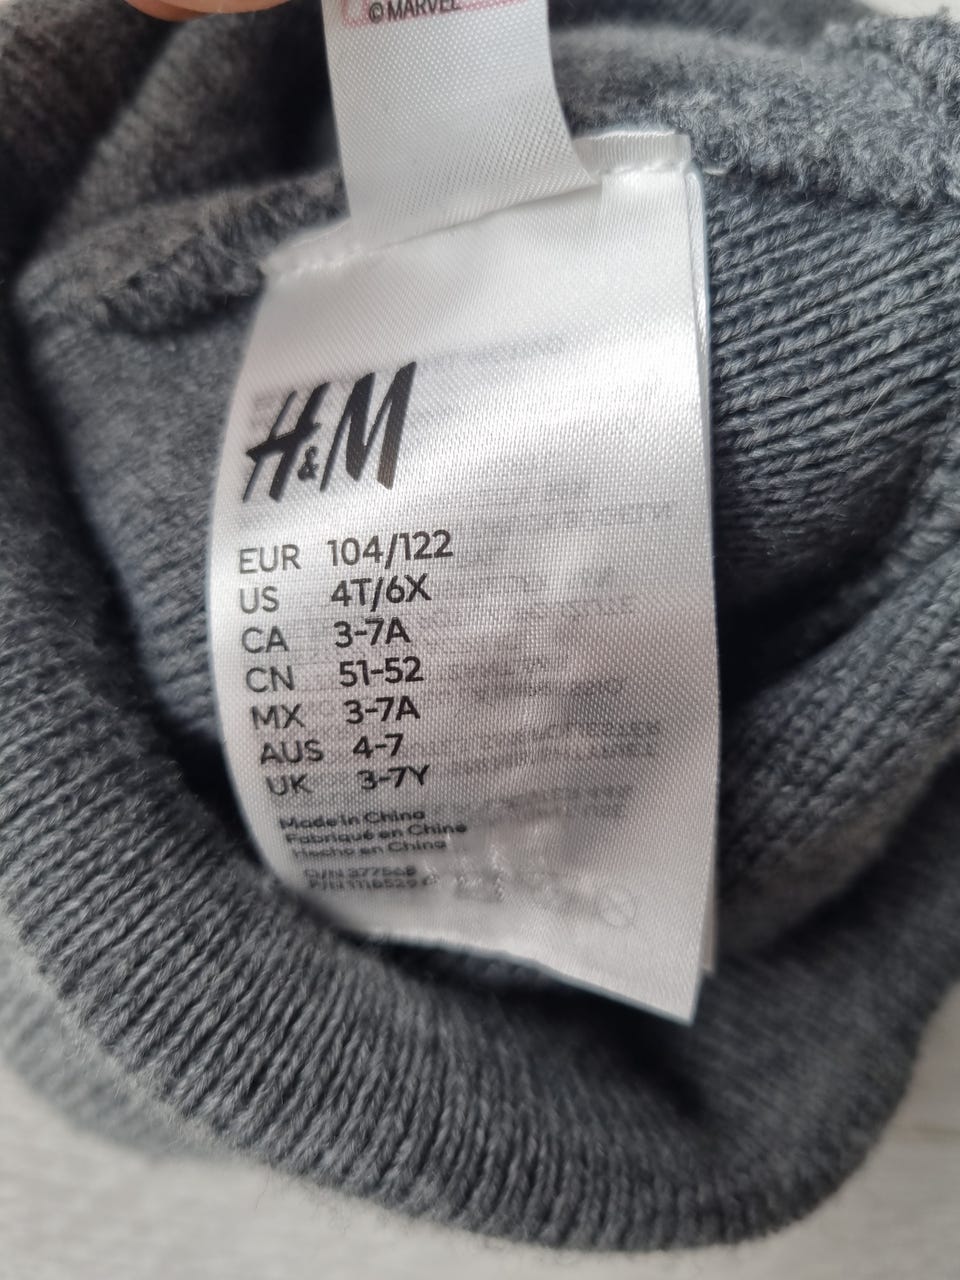 © MARVEL
H&M
EUR 104/122
US 4T/6X
CA 3-7A
CN 51-52
MX 3-7A
AUS 4-7
UK 3-7Y
Made in China
Fabriqué en Chine
Hecho en China